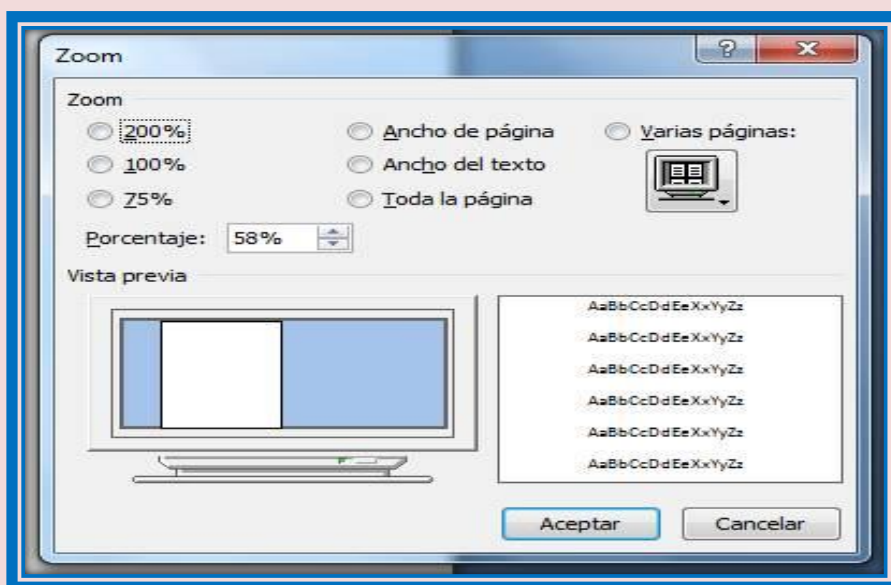 Zoom
Zoom
200% Ancho de página Varias páginas:
100% Ancho del texto
75% Toda la página
Porcentaje: 58%
Vista previa
AaBbCcDdEeXxYyZz
AaBbCcDdEeXxYyZz
AaBbCcDdEeXxYyZz
AaBbCcDdEeXxYyZz
AaBbCcDdEeXxYyZz
AaBbCcDdEeXxYyZz
Aceptar Cancelar